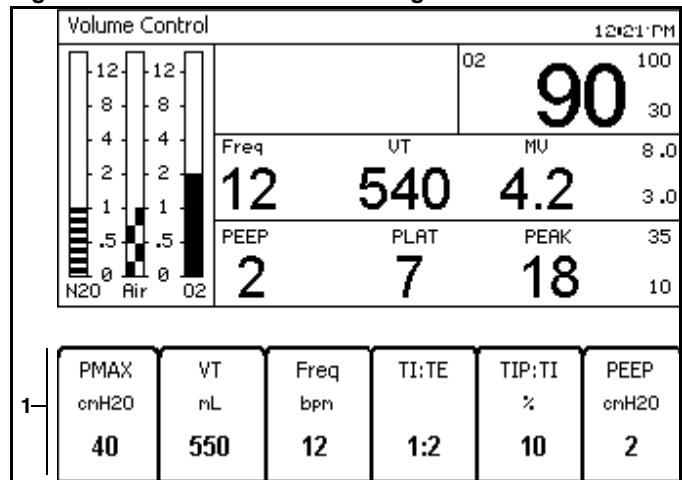 Volume Control 12:21 PM
12 12 O2 90 100
8 8 30
4 4 Freq VT MV 8.0
2 2 12 540 4.2
1 1 3.0
.5 .5 PEEP PLAT PEAK 35
0 0 2 7 18 10
N2O Air O2
PMAX VT Freq TI:TE TIP:TI PEEP
cmH2O mL bpm % cmH2O
1 40 550 12 1:2 10 2